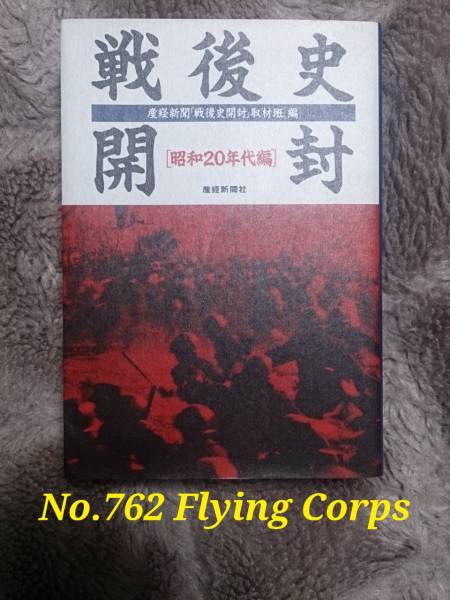 戦後史
産経新聞「戦後史開封」取材班 編
開封
[昭和20年代編]
産経新聞社
No.762 Flying Corps